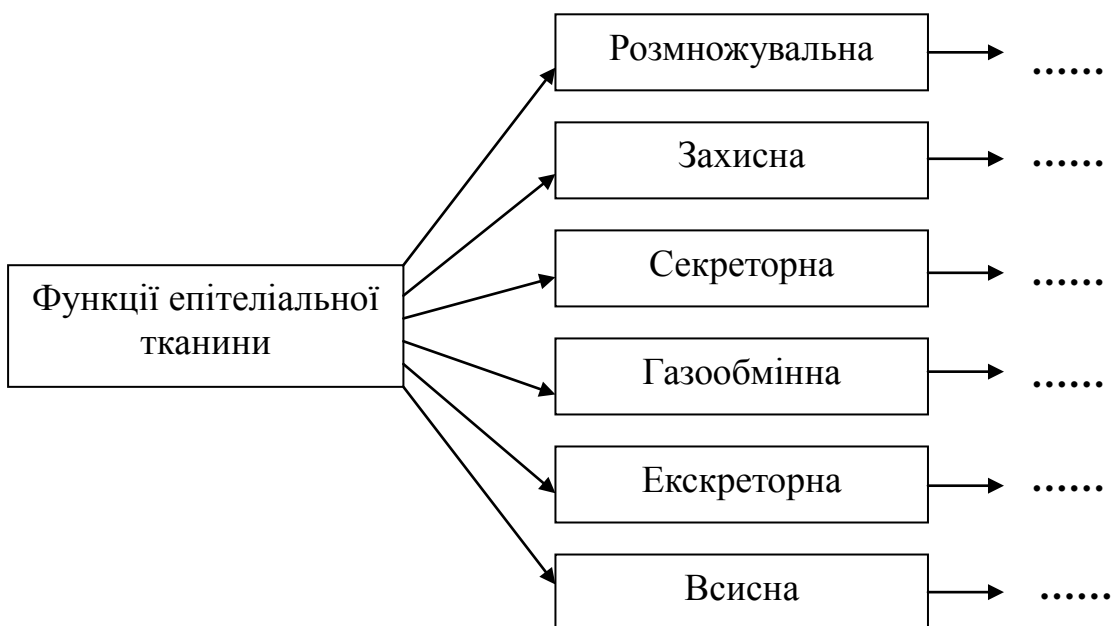 Розмножувальна ......
Захисна ......
Секреторна ......
Функції епітеліальної
тканини
Газообмінна ......
Екскреторна ......
Всисна ......